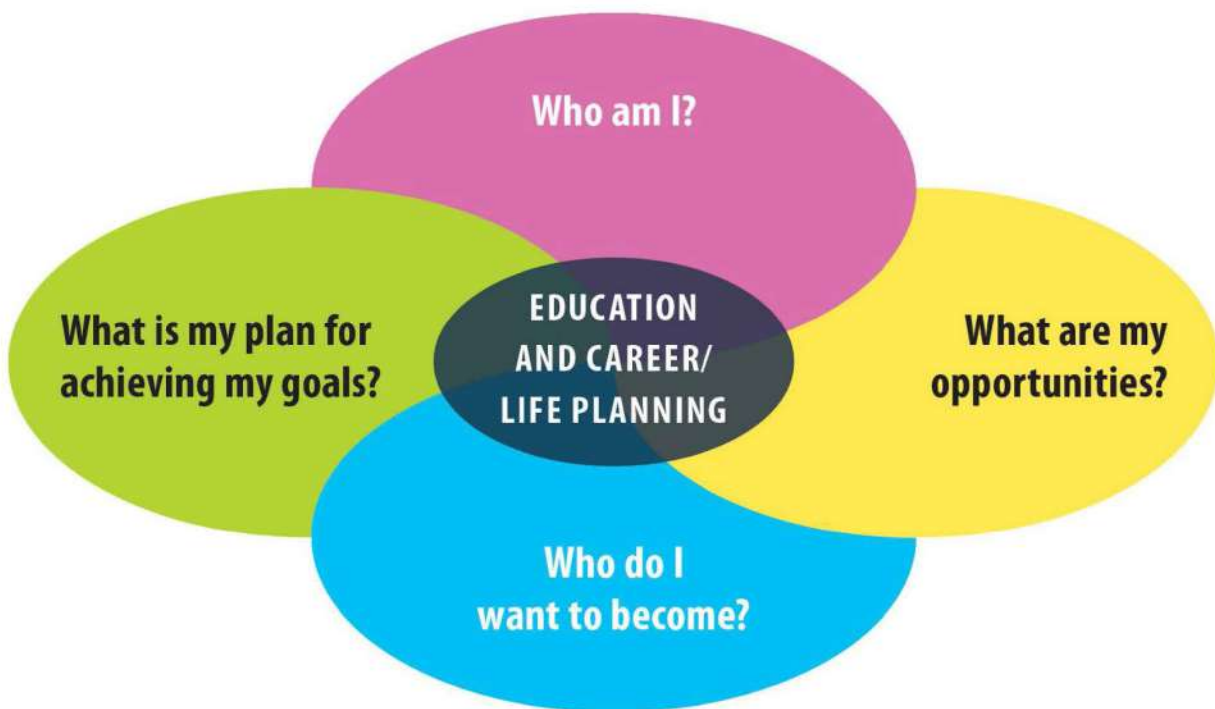 Who am I?
What is my plan for
achieving my goals?
EDUCATION
AND CAREER/
LIFE PLANNING
What are my
opportunities?
Who do I
want to become?